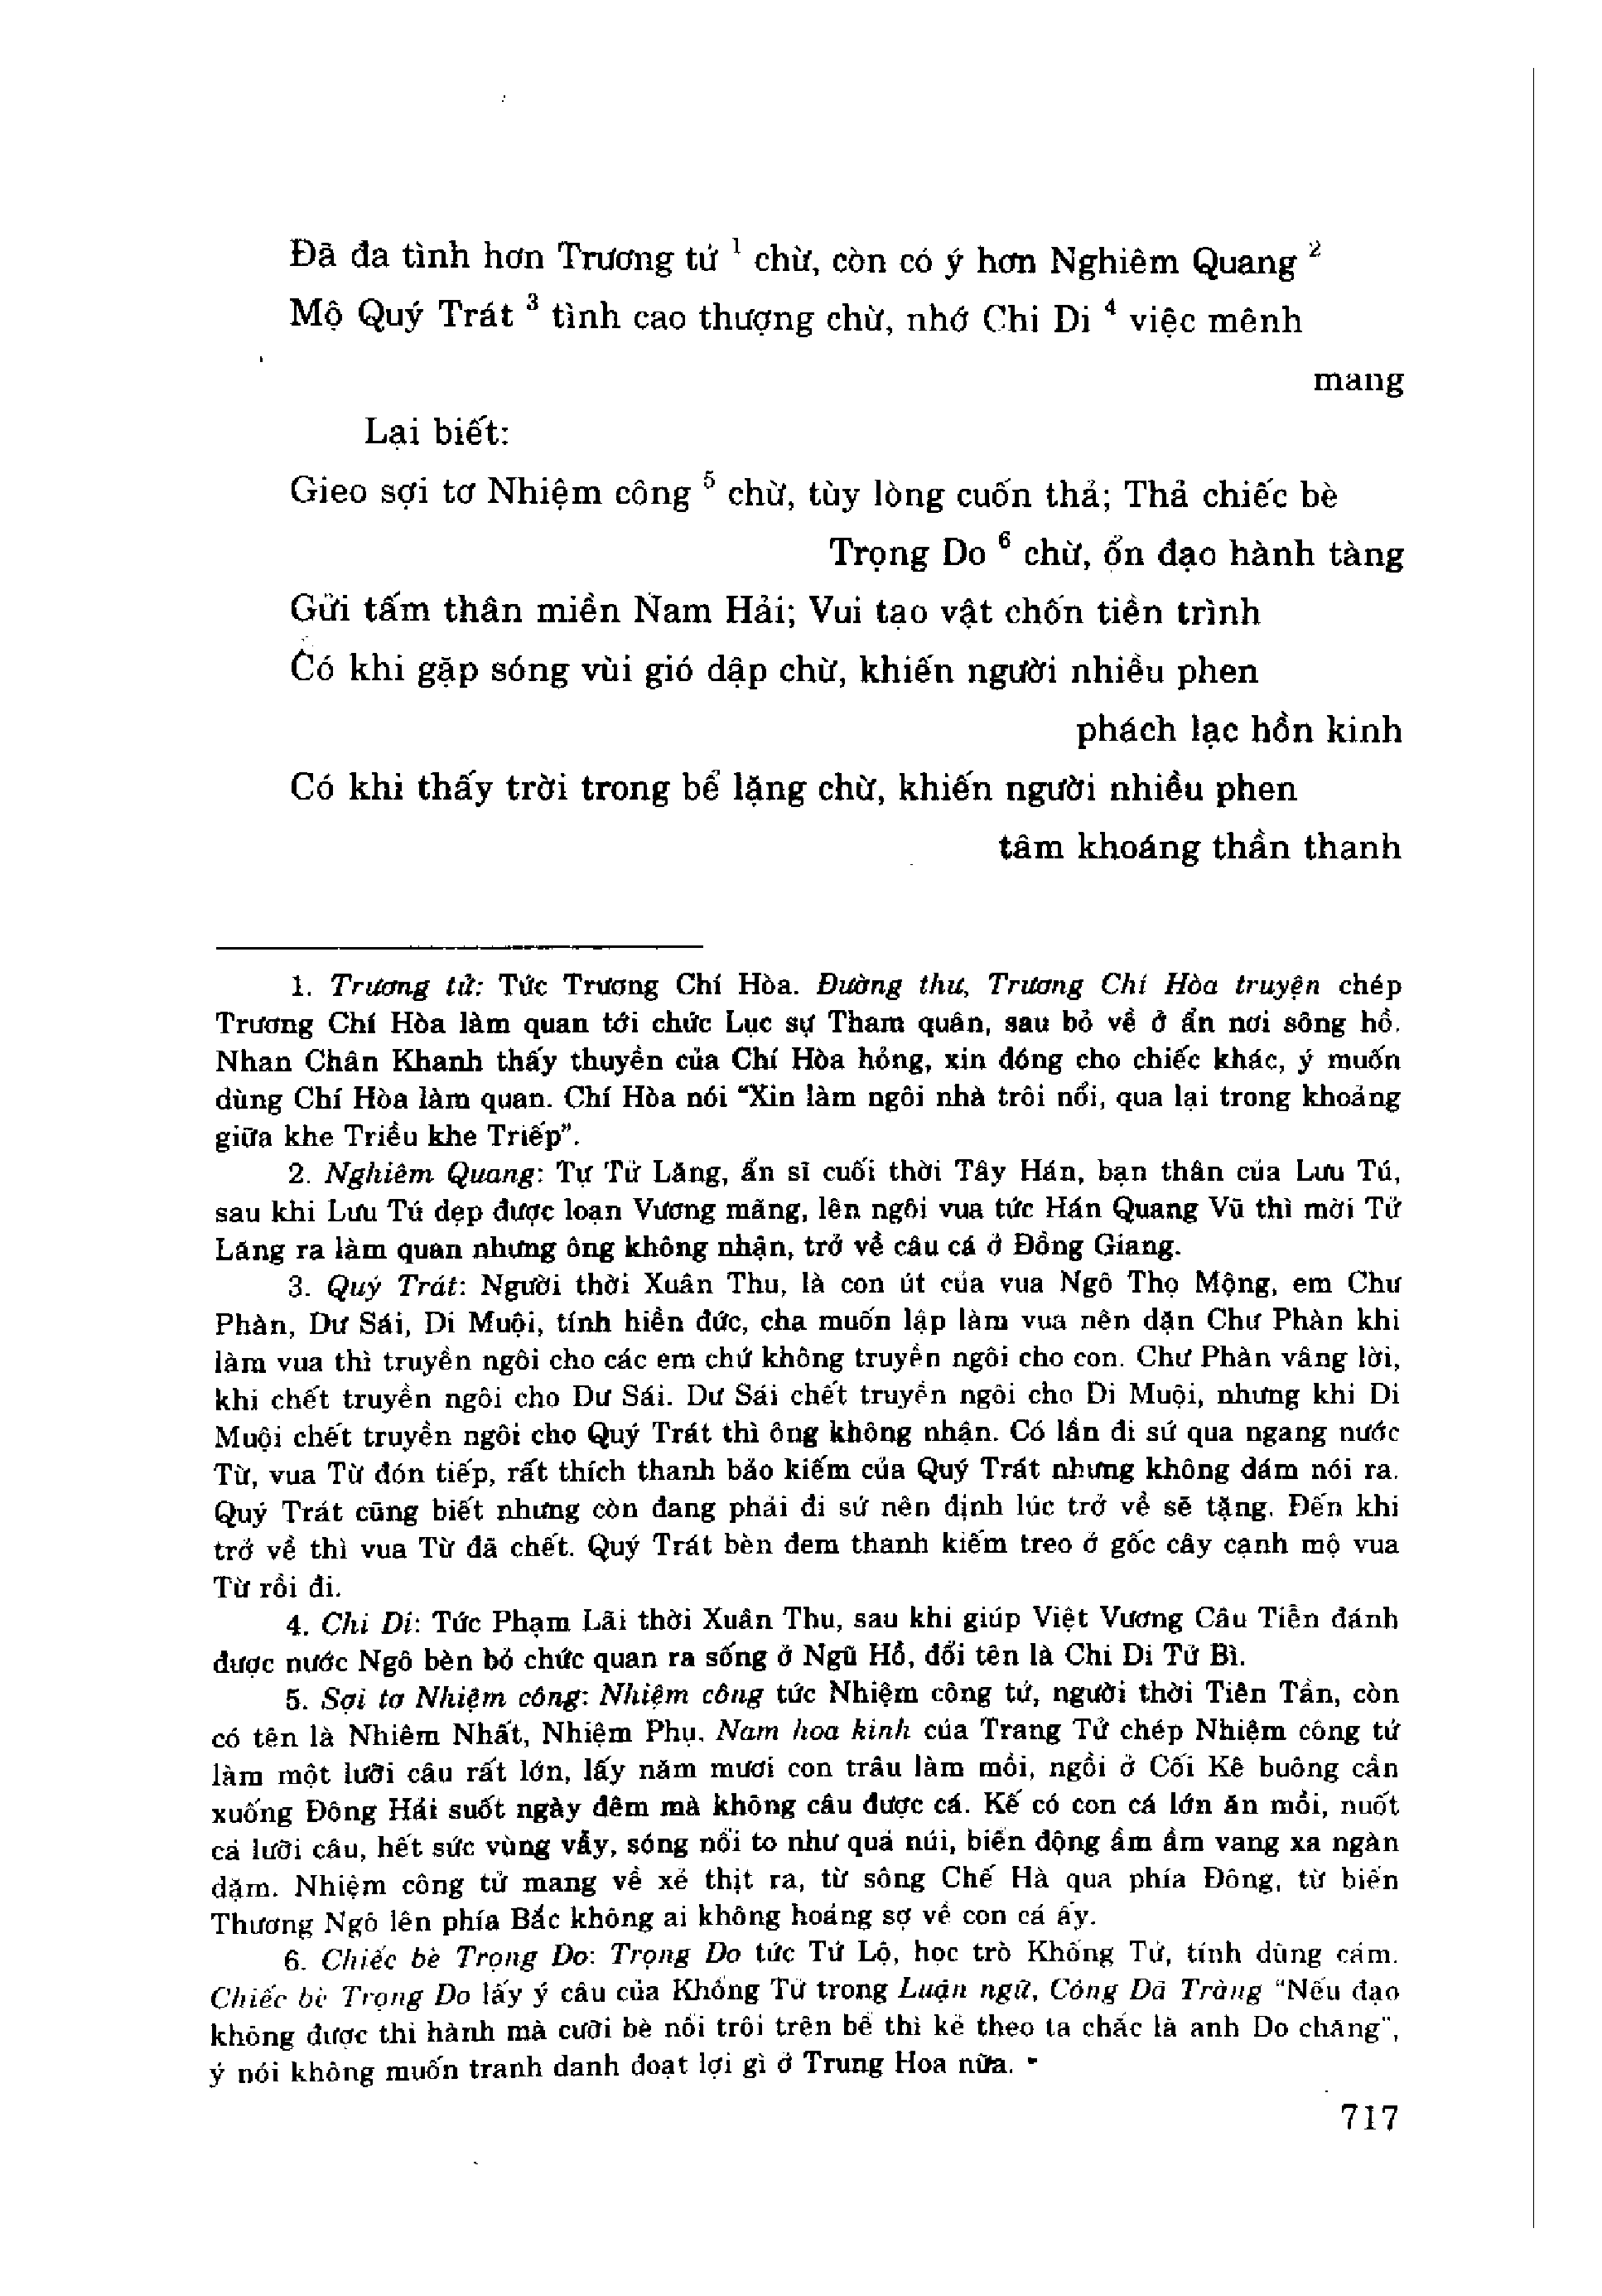 Đã đa tình hơn Trương tử 1 chừ, còn có ý hơn Nghiêm Quang 2
Mộ Quý Trát 3 tình cao thượng chừ, nhớ Chi Di 4 việc mênh
mang
Lại biết:
Gieo sợi tơ Nhiệm công 5 chừ, tùy lòng cuốn thả; Thả chiếc bè
Trọng Do 6 chừ, ổn đạo hành tàng
Gửi tấm thân miền Nam Hải; Vui tạo vật chốn tiền trình
Có khi gặp sóng vùi gió dập chừ, khiến người nhiều phen
phách lạc hồn kinh
Có khi thấy trời trong bể lặng chừ, khiến người nhiều phen
tâm khoáng thần thanh
1. Trương tử: Tức Trương Chí Hòa. Đường thư, Trương Chí Hòa truyện chép
Trương Chí Hòa làm quan tới chức Lục sự Tham quân, sau bỏ về ở ẩn nơi sông hồ.
Nhan Chân Khanh thấy thuyền của Chí Hòa hỏng, xin đóng cho chiếc khác, ý muốn
dùng Chí Hòa làm quan. Chí Hòa nói “Xin làm ngôi nhà trôi nổi, qua lại trong khoảng
giữa khe Triều khe Triếp”.
2. Nghiêm Quang: Tự Tử Lăng, ẩn sĩ cuối thời Tây Hán, bạn thân của Lưu Tú,
sau khi Lưu Tú dẹp được loạn Vương mãng, lên ngôi vua tức Hán Quang Vũ thì mời Tử
Lăng ra làm quan nhưng ông không nhận, trở về câu cá ở Đồng Giang.
3. Quý Trát: Người thời Xuân Thu, là con út của vua Ngô Thọ Mộng, em Chư
Phàn, Dư Sái, Di Muội, tính hiền đức, cha muốn lập làm vua nên dặn Chư Phàn khi
làm vua thì truyền ngôi cho các em chứ không truyền ngôi cho con. Chư Phàn vâng lời,
khi chết truyền ngôi cho Dư Sái. Dư Sái chết truyền ngôi cho Di Muội, nhưng khi Di
Muội chết truyền ngôi cho Quý Trát thì ông không nhận. Có lần đi sứ qua ngang nước
Từ, vua Từ đón tiếp, rất thích thanh bảo kiếm của Quý Trát nhưng không dám nói ra.
Quý Trát cũng biết nhưng còn đang phải đi sứ nên định lúc trở về sẽ tặng. Đến khi
trở về thì vua Từ đã chết. Quý Trát bèn đem thanh kiếm treo ở gốc cây cạnh mộ vua
Từ rồi đi.
4. Chi Di: Tức Phạm Lãi thời Xuân Thu, sau khi giúp Việt Vương Câu Tiễn đánh
được nước Ngô bèn bỏ chức quan ra sống ở Ngũ Hồ, đổi tên là Chi Di Tử Bì.
5. Sợi tơ Nhiệm công: Nhiệm công tức Nhiệm công tử, người thời Tiên Tần, còn
có tên là Nhiêm Nhất, Nhiệm Phụ. Nam hoa kinh của Trang Tử chép Nhiệm công tử
làm một lưỡi câu rất lớn, lấy năm mươi con trâu làm mồi, ngồi ở Cối Kê buông cần
xuống Đông Hải suốt ngày đêm mà không câu được cá. Kế có con cá lớn ăn mồi, nuốt
cả lưỡi câu, hết sức vùng vẫy, sóng nổi to như quả núi, biển động ầm ầm vang xa ngàn
dặm. Nhiệm công tử mang về xẻ thịt ra, từ sông Chế Hà qua phía Đông, từ biển
Thương Ngô lên phía Bắc không ai không hoảng sợ về con cá ấy.
6. Chiếc bè Trọng Do: Trọng Do tức Tử Lộ, học trò Khổng Tử, tính dũng cảm.
Chiếc bè Trọng Do lấy ý câu của Khổng Tử trong Luận ngữ, Công Dã Tràng "Nếu đạo
không được thi hành mà cưỡi bè nổi trôi trên bể thì kẻ theo ta chắc là anh Do chăng",
ý nói không muốn tranh danh đoạt lợi gì ở Trung Hoa nữa.
717